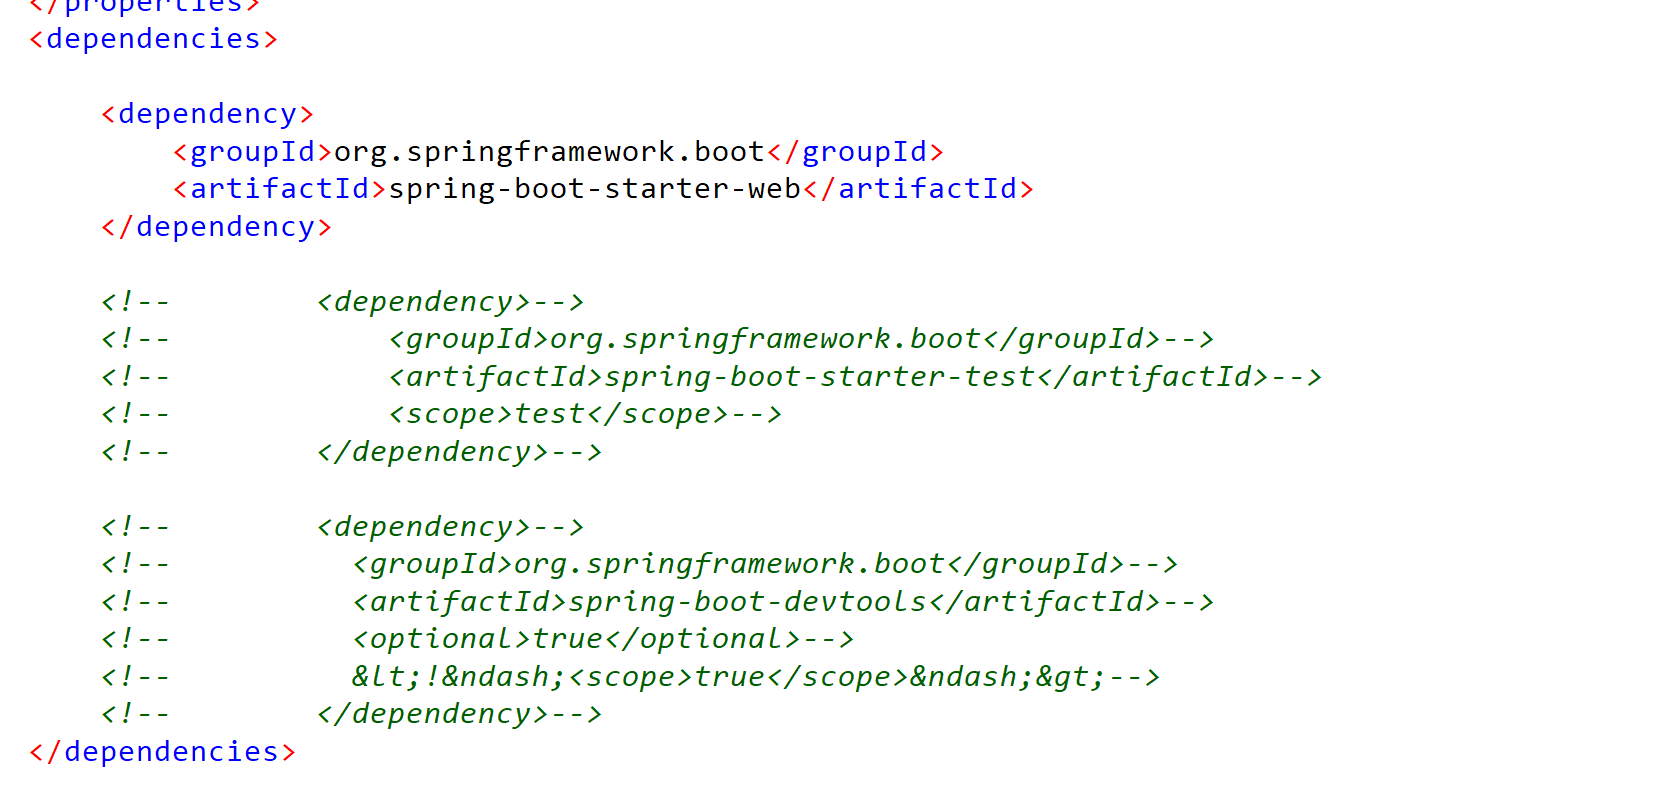 </properties>
<dependencies>
<dependency>
<groupId>org.springframework.boot</groupId>
<artifactId>spring-boot-starter-web</artifactId>
</dependency>
<!--        <dependency>-->
<!--            <groupId>org.springframework.boot</groupId>-->
<!--            <artifactId>spring-boot-starter-test</artifactId>-->
<!--            <scope>test</scope>-->
<!--        </dependency>-->
<!--        <dependency>-->
<!--          <groupId>org.springframework.boot</groupId>-->
<!--          <artifactId>spring-boot-devtools</artifactId>-->
<!--          <optional>true</optional>-->
<!--          &lt;!&ndash;<scope>true</scope>&ndash;&gt;-->
<!--        </dependency>-->
</dependencies>